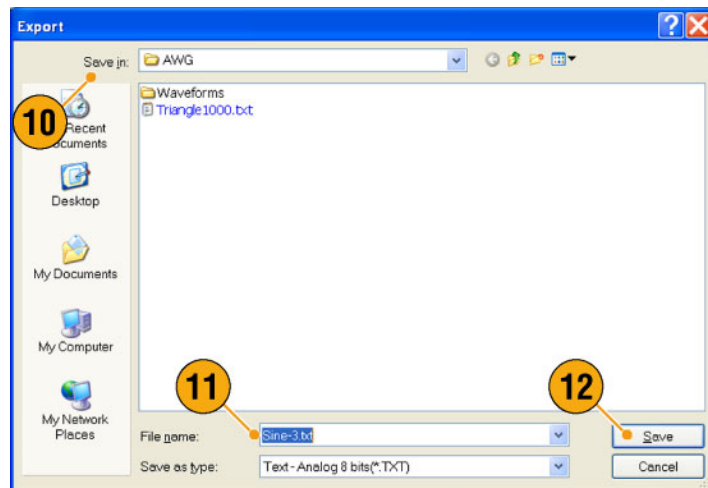 Export
Save in:
AWG
10
Recent
Documents
Waveforms
Triangle1000.txt
Desktop
My Documents
My Computer
My Network
Places
11
12
File name:
Sine-3.txt
Save
Save as type:
Text-Analog 8 bits(*.TXT)
Cancel